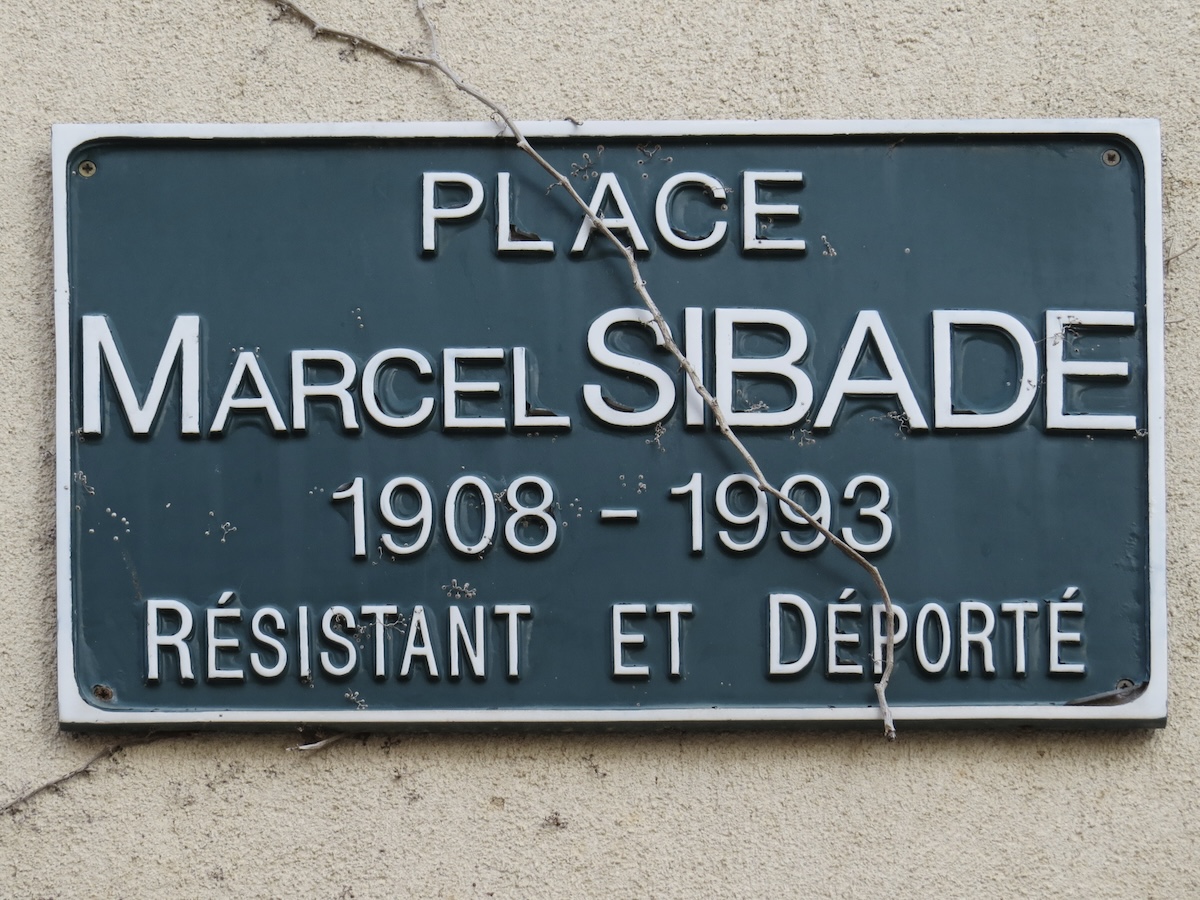 PLACE
MARCEL SIBADE
1908 - 1993
RÉSISTANT ET DÉPORTÉ